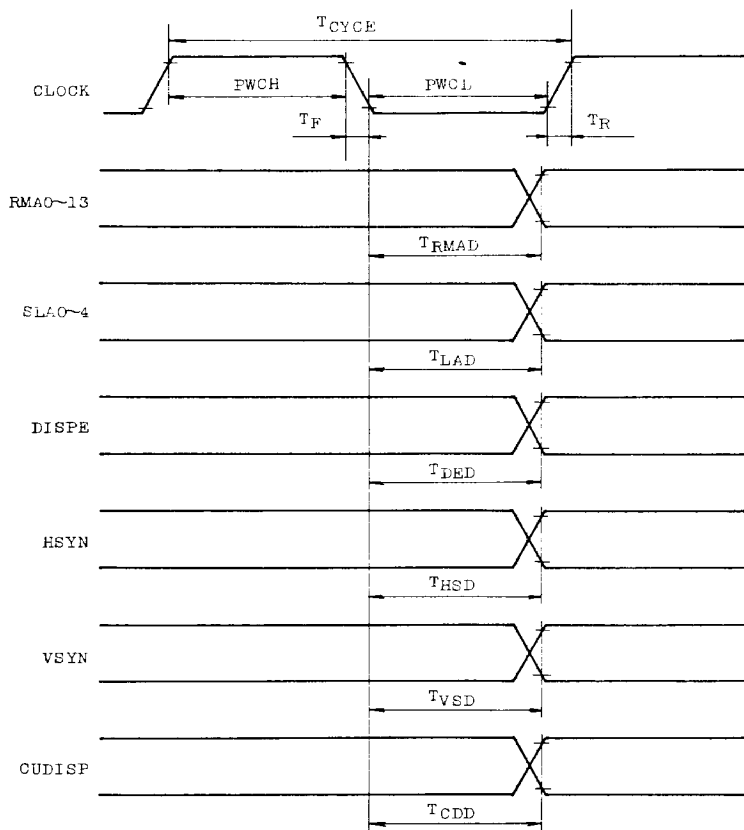 TCYCE
CLOCK
PWCH
PWCL
TF
TR
RMA0~13
TRMAD
SLA0~4
TLAD
DISPE
TDED
HSYN
THSD
VSYN
TVSD
CUDISP
TCDD